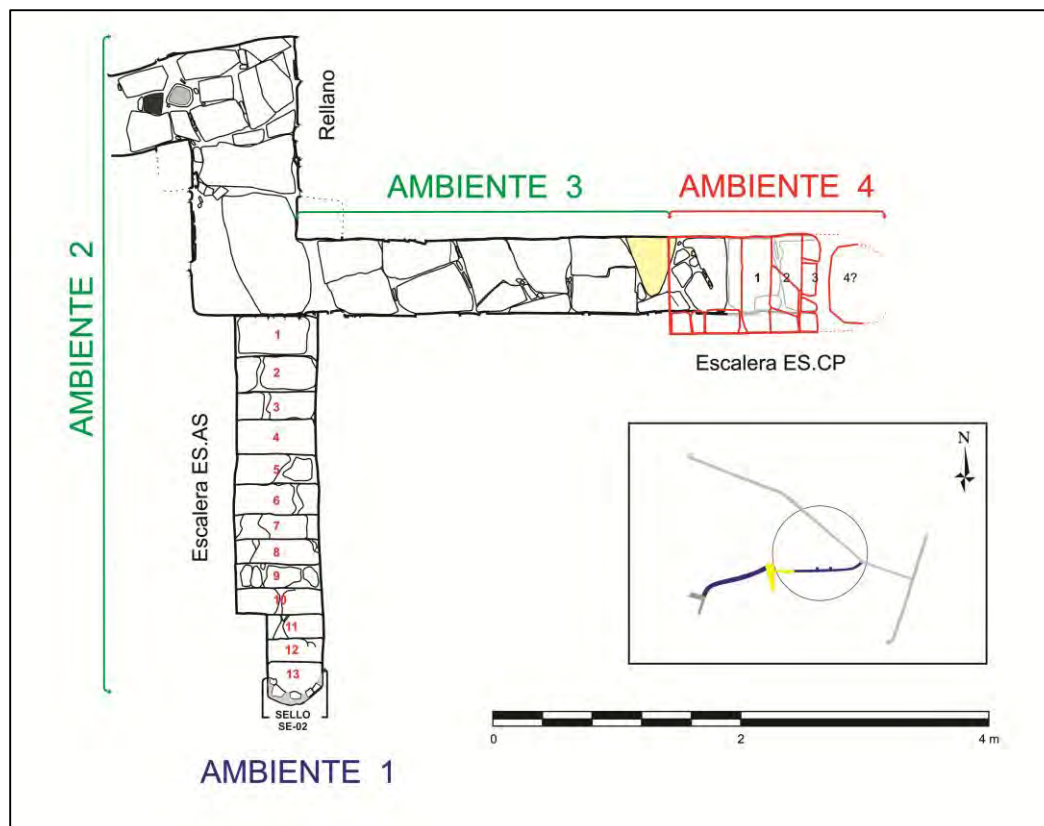 Rellano
AMBIENTE 3
AMBIENTE 4
AMBIENTE 2
1
2
3
4?
Escalera ES.CP
Escalera ES.AS
1
2
3
4
5
6
7
8
9
10
11
12
13
SELLO
SE-02
AMBIENTE 1
N
0
2
4 m